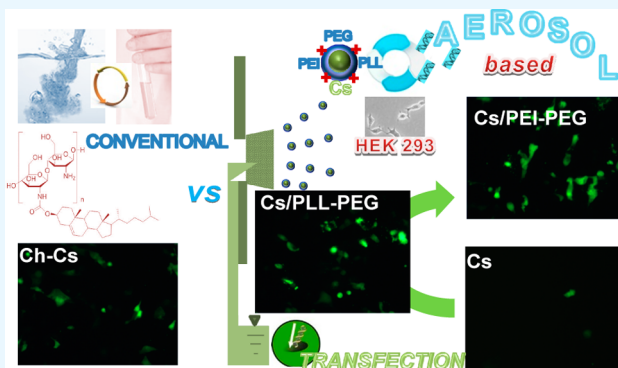 CONVENTIONAL
VS
PEG
PEI
PLL
Cs
AEROSOL
based
HEK 293
Cs/PEI-PEG
Cs/PLL-PEG
Ch-Cs
Cs
TRANSFECTION